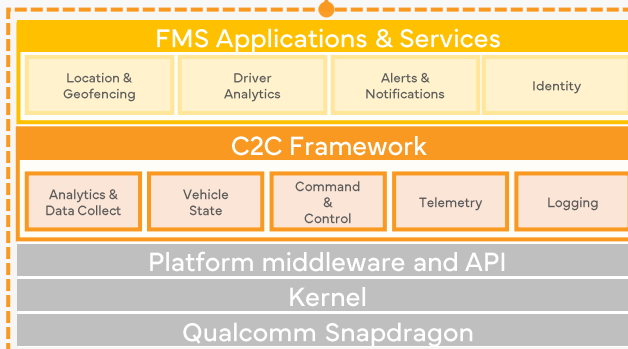 FMS Applications & Services
Location &
Geofencing
Driver
Analytics
Alerts &
Notifications
Identity
C2C Framework
Analytics &
Data Collect
Vehicle
State
Command
&
Control
Telemetry
Logging
Platform middleware and API
Kernel
Qualcomm Snapdragon